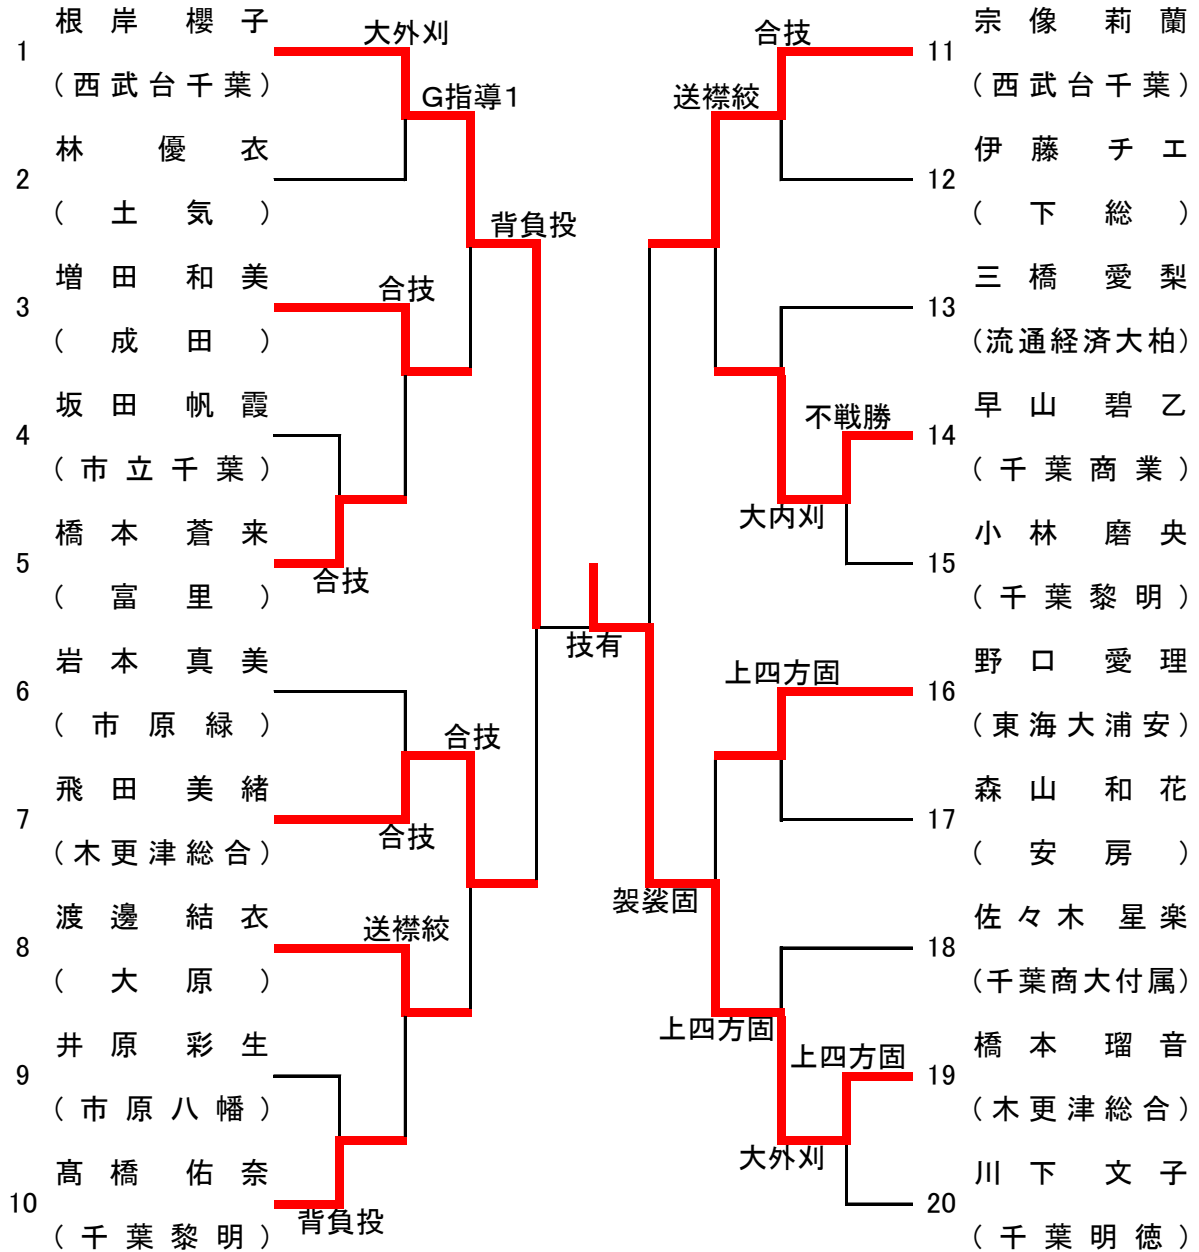 根岸 櫻子
1
(西武台千葉)
林 優衣
2
(土気)
増田 和美
3
(成田)
坂田 帆霞
4
(市立千葉)
橋本 蒼来
5
(富里)
岩本 真美
6
(市原緑)
飛田 美緒
7
(木更津総合)
渡邊 結衣
8
(大原)
井原 彩生
9
(市原八幡)
髙橋 佑奈
10
(千葉黎明)
大外刈
G指導1
背負投
合技
合技
合技
合技
送襟絞
背負投
技有
合技
送襟絞
不戦勝
大内刈
上四方固
袈裟固
上四方固
上四方固
大外刈
宗像 莉蘭
11
(西武台千葉)
伊藤 チエ
12
(下総)
三橋 愛梨
13
(流通経済大柏)
早山 碧乙
14
(千葉商業)
小林 磨央
15
(千葉黎明)
野口 愛理
16
(東海大浦安)
森山 和花
17
(安房)
佐々木 星楽
18
(千葉商大付属)
橋本 瑠音
19
(木更津総合)
川下 文子
20
(千葉明徳)